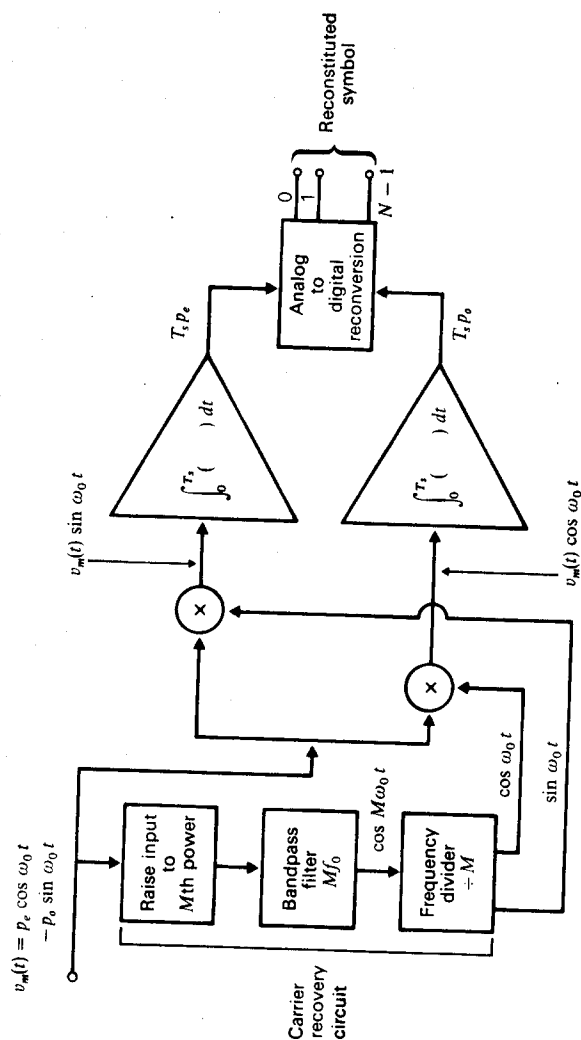 v_m(t) = p_e cos ω_0 t
− p_o sin ω_0 t
Carrier
recovery
circuit
Raise input
to
Mth power
Bandpass
filter
Mf_0
cos Mω_0 t
Frequency
divider
÷ M
cos ω_0 t
sin ω_0 t
×
×
v_m(t) sin ω_0 t
v_m(t) cos ω_0 t
∫_0^{T_s} ( ) dt
∫_0^{T_s} ( ) dt
T_s p_e
T_s p_o
Analog
to
digital
reconversion
0
1
N − 1
Reconstituted
symbol